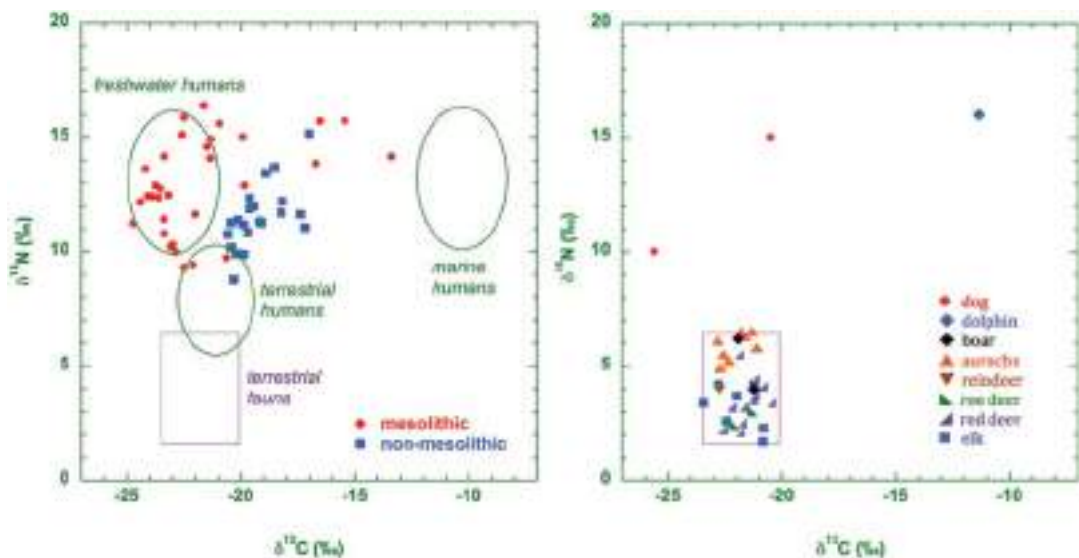 20
15
10
5
0
δ¹⁵N (‰)
freshwater humans
terrestrial
humans
marine
humans
terrestrial
fauna
mesolithic
non-mesolithic
-25
-20
-15
-10
δ¹³C (‰)
20
15
10
5
0
δ¹⁵N (‰)
dog
dolphin
boar
aurochs
reindeer
roe deer
red deer
elk
-25
-20
-15
-10
δ¹³C (‰)